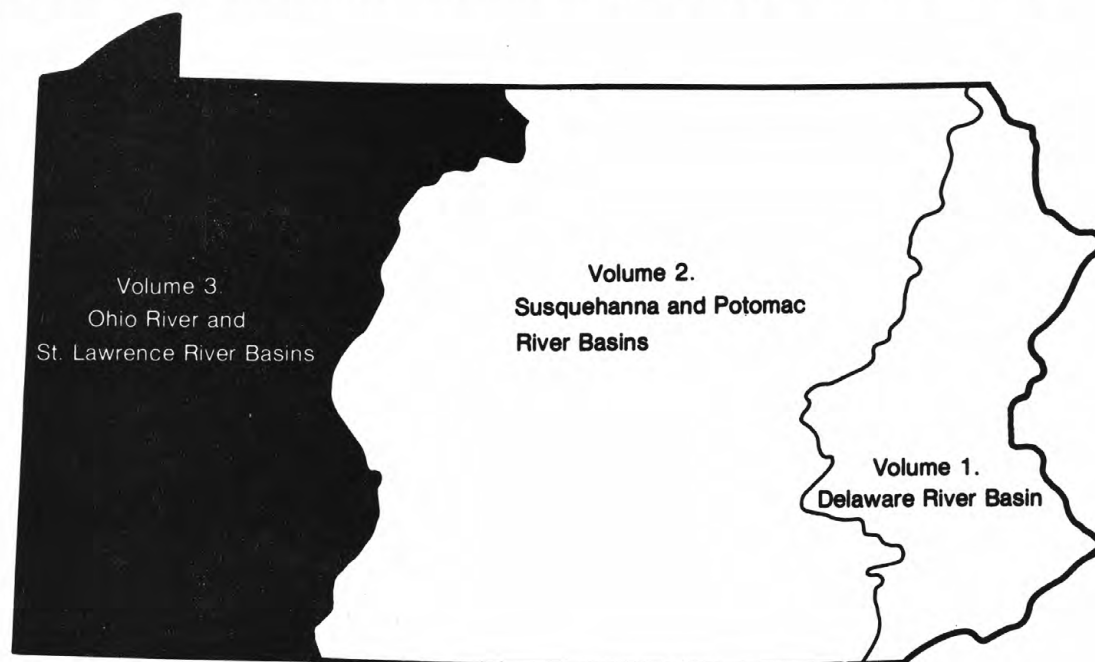 Volume 3.
Ohio River and
St. Lawrence River Basins
Volume 2.
Susquehanna and Potomac
River Basins
Volume 1.
Delaware River Basin